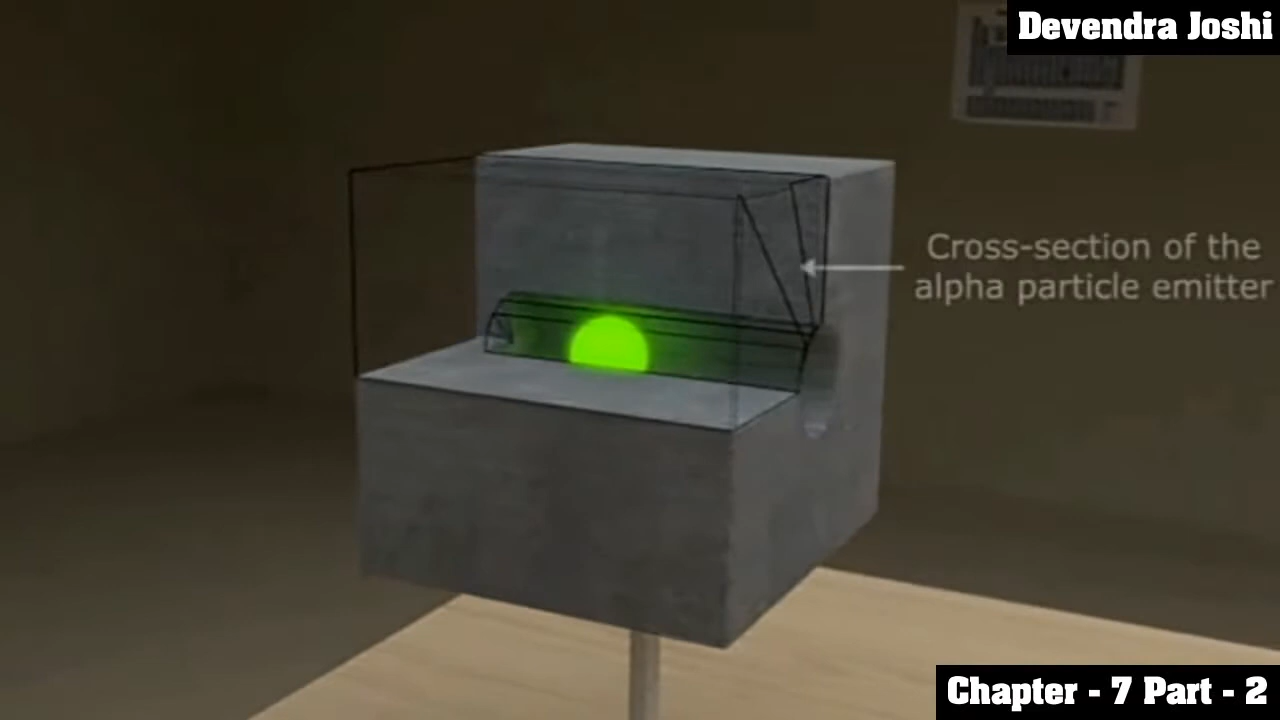 Devendra Joshi
Cross-section of the
alpha particle emitter
Chapter - 7 Part - 2